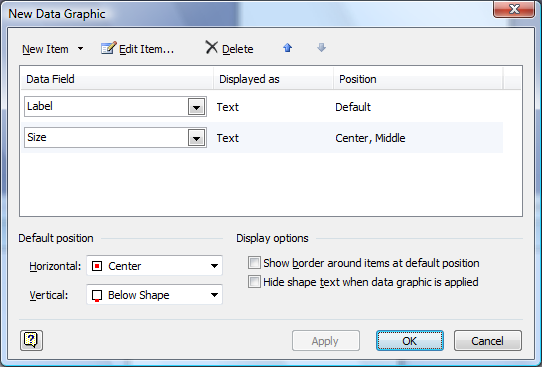 New Data Graphic
New Item Edit Item... Delete
Data Field Displayed as Position
Label Text Default
Size Text Center, Middle
Default position Display options
Horizontal: Center Show border around items at default position
Hide shape text when data graphic is applied
Vertical: Below Shape
? Apply OK Cancel